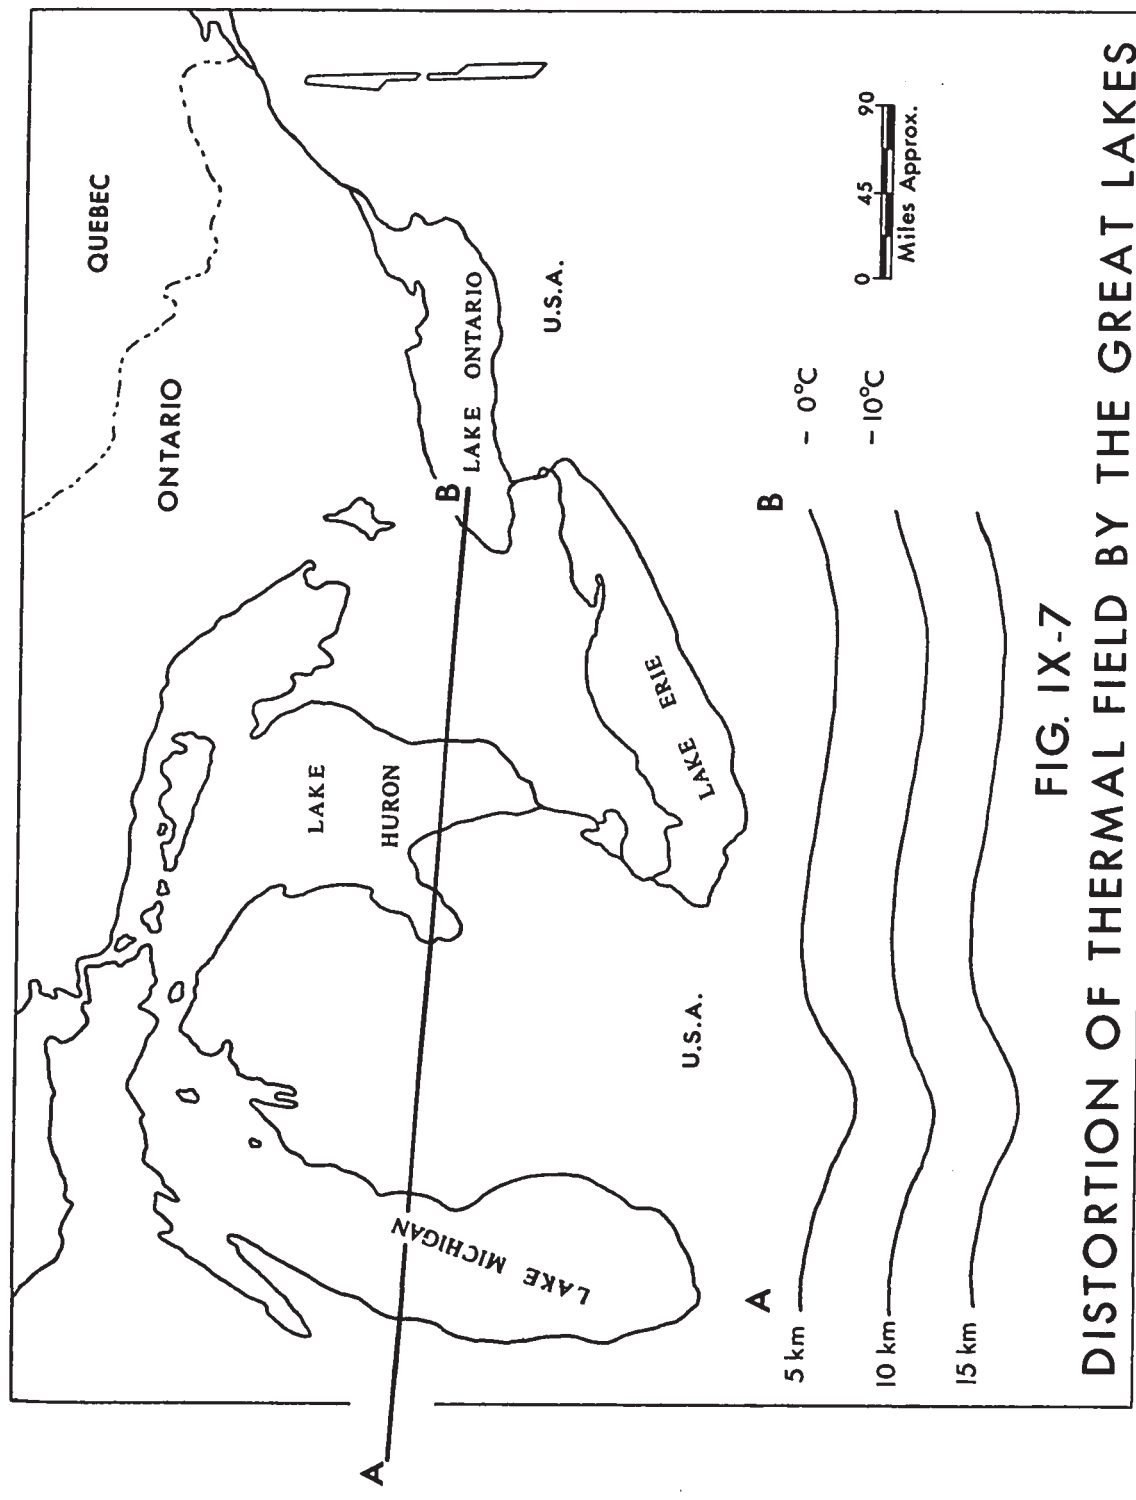 QUEBEC
ONTARIO
LAKE
HURON
LAKE ONTARIO
U.S.A.
LAKE ERIE
LAKE MICHIGAN
U.S.A.
A
B
0 45 90
Miles Approx.
A
B
5 km
10 km
15 km
- 0°C
- 10°C
FIG. IX-7
DISTORTION OF THERMAL FIELD BY THE GREAT LAKES